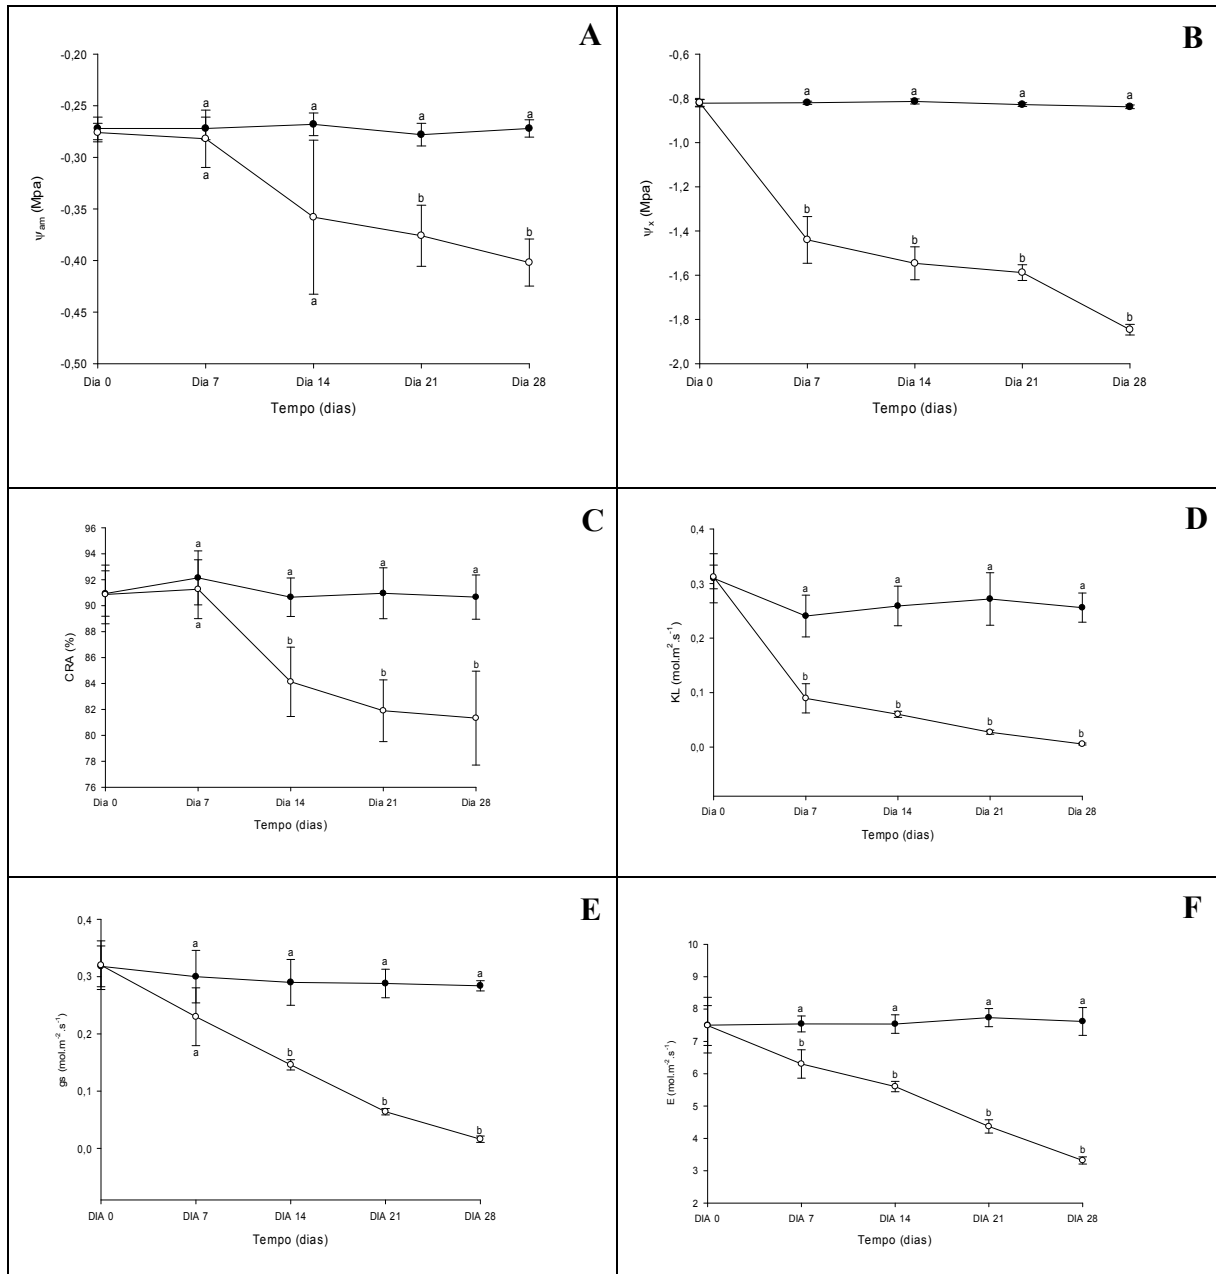 A
-0,20
-0,25
-0,30
-0,35
-0,40
-0,45
-0,50
Ψ am (Mpa)
a a a a
a a b b
Dia 0 Dia 7 Dia 14 Dia 21 Dia 28
Tempo (dias)
B
-0,6
-0,8
-1,0
-1,2
-1,4
-1,6
-1,8
-2,0
Ψ x (Mpa)
a a a a
b b b b
Dia 0 Dia 7 Dia 14 Dia 21 Dia 28
Tempo (dias)
C
96
94
92
90
88
86
84
82
80
78
76
CRA (%)
a a a a
a b b b
Dia 0 Dia 7 Dia 14 Dia 21 Dia 28
Tempo (dias)
D
0,4
0,3
0,2
0,1
0,0
KL (mol.m².s⁻¹)
a a a a
b b b b
Dia 0 Dia 7 Dia 14 Dia 21 Dia 28
Tempo (dias)
E
0,4
0,3
0,2
0,1
0,0
gs (mol.m⁻².s⁻¹)
a a a a
a b b b
DIA 0 DIA 7 DIA 14 DIA 21 DIA 28
Tempo (dias)
F
10
9
8
7
6
5
4
3
2
E (mol.m⁻².s⁻¹)
a a a a
b b b b
DIA 0 DIA 7 DIA 14 DIA 21 DIA 28
Tempo (dias)